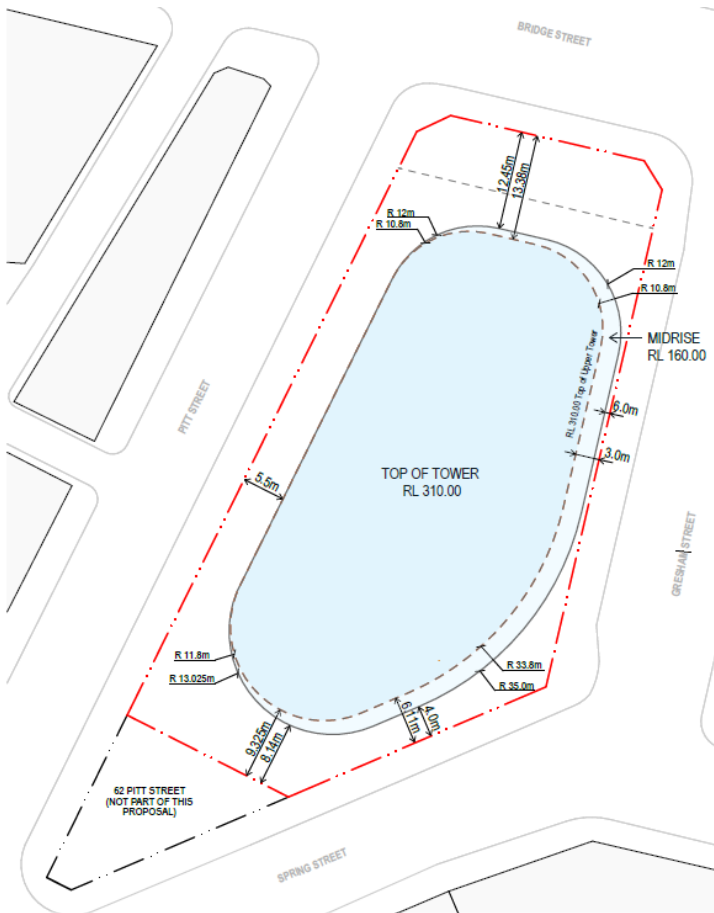 BRIDGE STREET
12.45m
13.38m
R 12m
R 10.8m
R 12m
R 10.8m
MIDRISE
RL 160.00
RL 310.00 Top of Upper Tower
PITT STREET
6.0m
3.0m
TOP OF TOWER
RL 310.00
5.5m
GRESHAM STREET
R 11.8m
R 13.025m
R 33.8m
R 35.0m
9.325m
8.14m
6.11m
4.0m
62 PITT STREET
(NOT PART OF THIS
PROPOSAL)
SPRING STREET